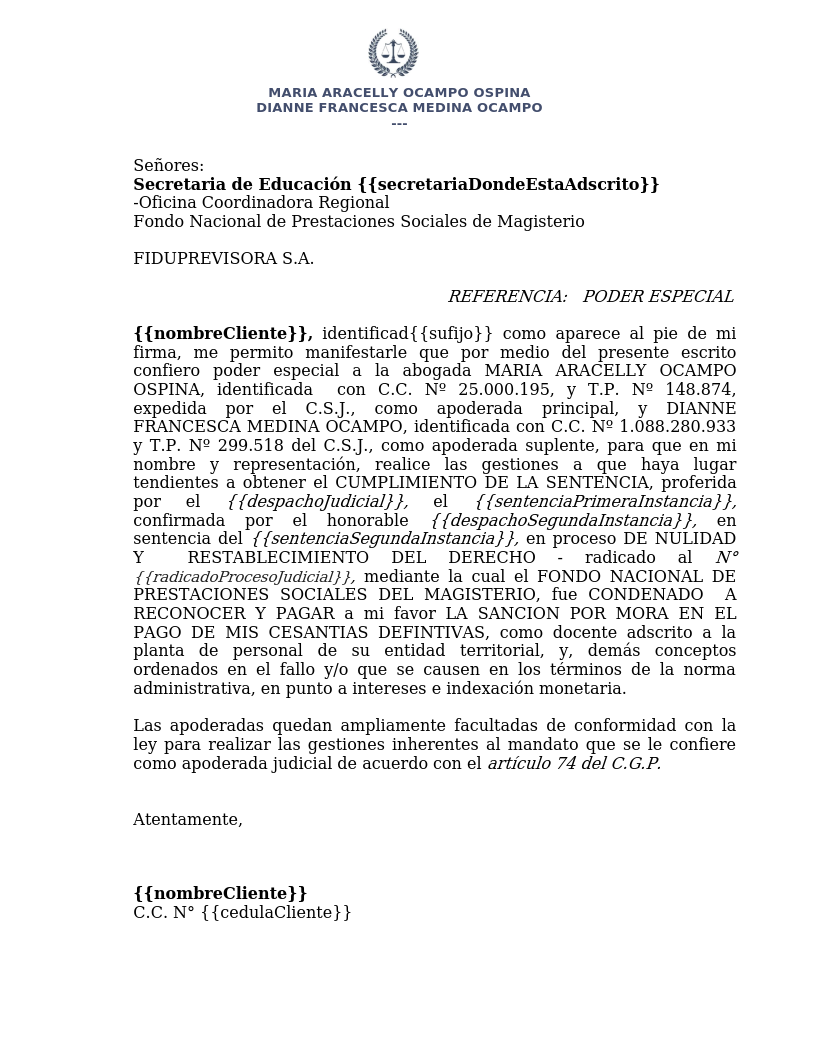 MARIA ARACELLY OCAMPO OSPINA
DIANNE FRANCESCA MEDINA OCAMPO
---
Señores:
Secretaria de Educación {{secretariaDondeEstaAdscrito}}
-Oficina Coordinadora Regional
Fondo Nacional de Prestaciones Sociales de Magisterio
FIDUPREVISORA S.A.
REFERENCIA: PODER ESPECIAL
{{nombreCliente}}, identificad{{sufijo}} como aparece al pie de mi
firma, me permito manifestarle que por medio del presente escrito
confiero poder especial a la abogada MARIA ARACELLY OCAMPO
OSPINA, identificada con C.C. Nº 25.000.195, y T.P. Nº 148.874,
expedida por el C.S.J., como apoderada principal, y DIANNE
FRANCESCA MEDINA OCAMPO, identificada con C.C. Nº 1.088.280.933
y T.P. Nº 299.518 del C.S.J., como apoderada suplente, para que en mi
nombre y representación, realice las gestiones a que haya lugar
tendientes a obtener el CUMPLIMIENTO DE LA SENTENCIA, proferida
por el {{despachoJudicial}}, el {{sentenciaPrimeraInstancia}},
confirmada por el honorable {{despachoSegundaInstancia}}, en
sentencia del {{sentenciaSegundaInstancia}}, en proceso DE NULIDAD
Y RESTABLECIMIENTO DEL DERECHO - radicado al N°
{{radicadoProcesoJudicial}}, mediante la cual el FONDO NACIONAL DE
PRESTACIONES SOCIALES DEL MAGISTERIO, fue CONDENADO A
RECONOCER Y PAGAR a mi favor LA SANCION POR MORA EN EL
PAGO DE MIS CESANTIAS DEFINTIVAS, como docente adscrito a la
planta de personal de su entidad territorial, y, demás conceptos
ordenados en el fallo y/o que se causen en los términos de la norma
administrativa, en punto a intereses e indexación monetaria.
Las apoderadas quedan ampliamente facultadas de conformidad con la
ley para realizar las gestiones inherentes al mandato que se le confiere
como apoderada judicial de acuerdo con el artículo 74 del C.G.P.
Atentamente,
{{nombreCliente}}
C.C. N° {{cedulaCliente}}